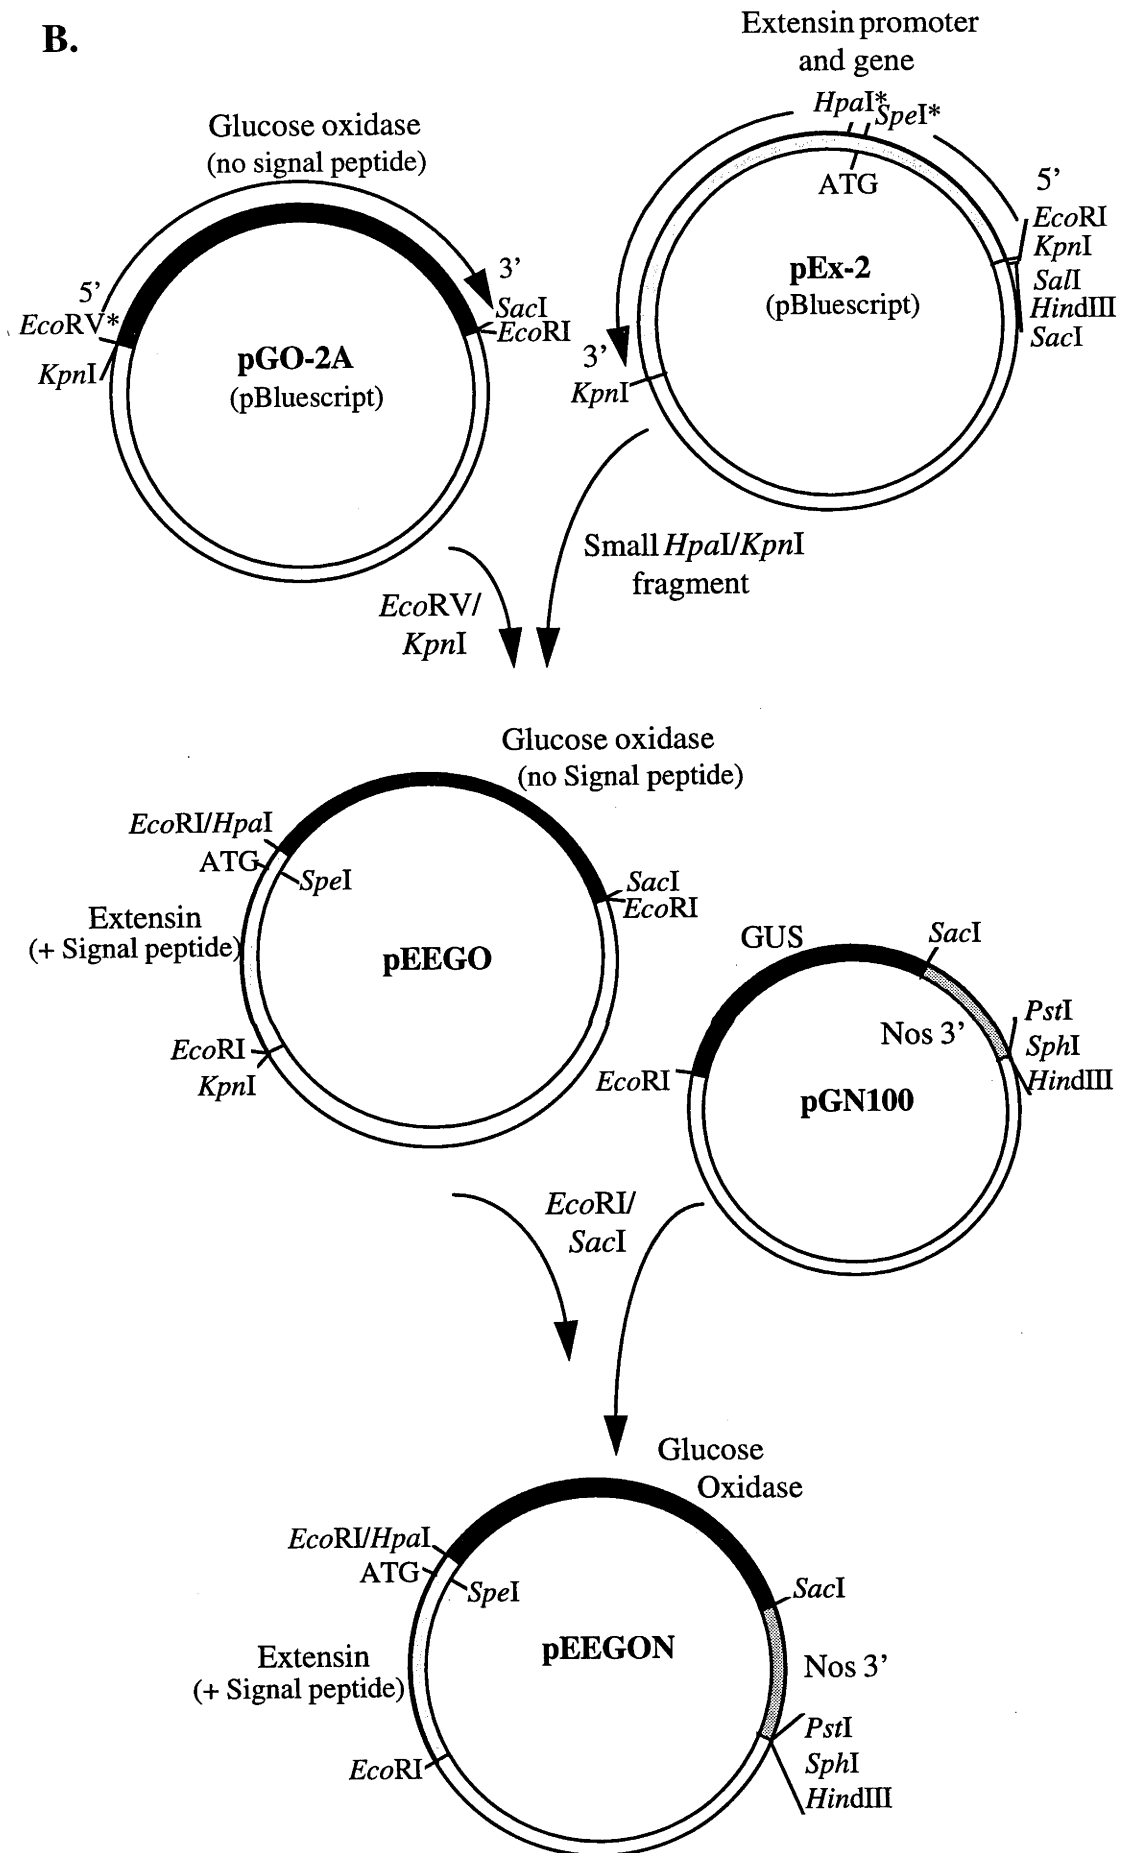 B.
Extensin promoter
and gene
HpaI*
SpeI*
ATG
5’
EcoRI
KpnI
SalI
HindIII
SacI
pEx-2
(pBluescript)
3’
KpnI
Glucose oxidase
(no signal peptide)
5’
EcoRV*
KpnI
3’
SacI
EcoRI
pGO-2A
(pBluescript)
Small HpaI/KpnI
fragment
EcoRV/
KpnI
Glucose oxidase
(no Signal peptide)
EcoRI/HpaI
ATG
SpeI
SacI
EcoRI
Extensin
(+ Signal peptide)
pEEGO
EcoRI
KpnI
GUS
SacI
Nos 3’
PstI
SphI
HindIII
EcoRI
pGN100
EcoRI/
SacI
Glucose
Oxidase
EcoRI/HpaI
ATG
SpeI
SacI
pEEGON
Extensin
(+ Signal peptide)
Nos 3’
PstI
SphI
HindIII
EcoRI